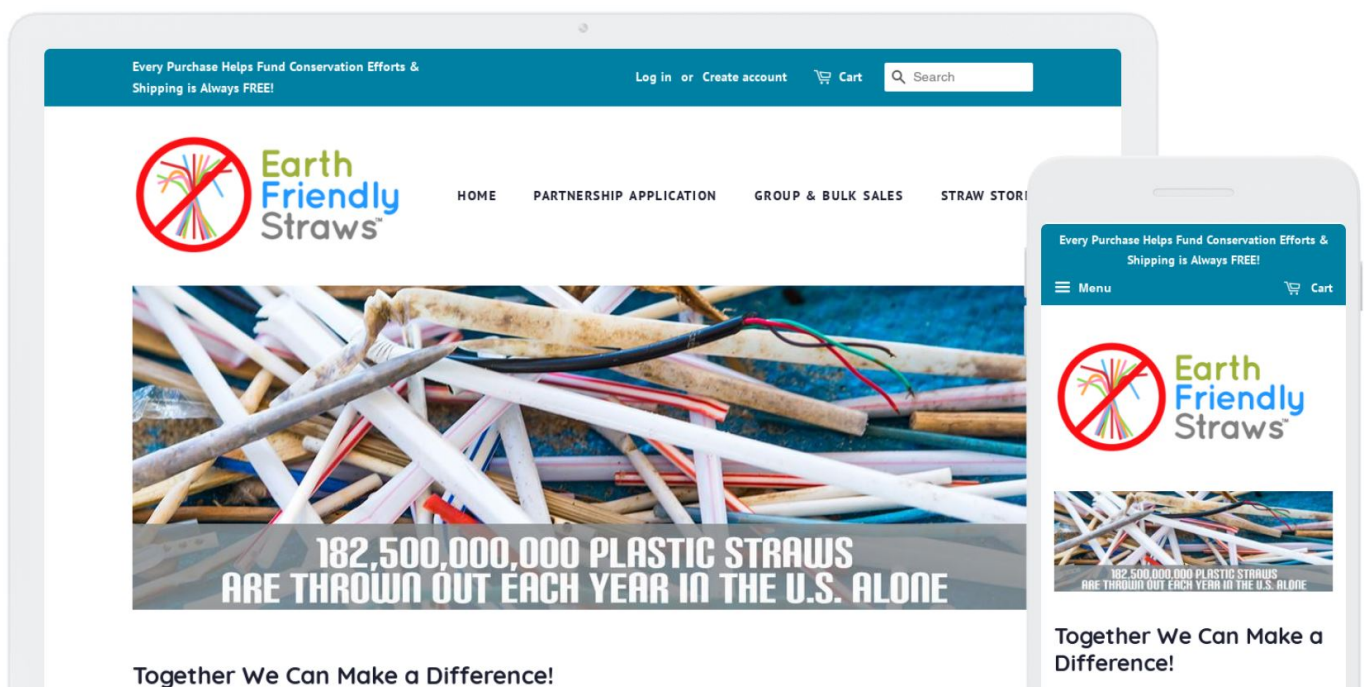 Every Purchase Helps Fund Conservation Efforts &
Shipping is Always FREE!
Log in or Create account
Cart
Search
Earth
Friendly
Straws™
HOME
PARTNERSHIP APPLICATION
GROUP & BULK SALES
STRAW STOR
182,500,000,000 PLASTIC STRAWS
ARE THROWN OUT EACH YEAR IN THE U.S. ALONE
Together We Can Make a Difference!
Every Purchase Helps Fund Conservation Efforts &
Shipping is Always FREE!
Menu
Cart
Earth
Friendly
Straws™
182,500,000,000 PLASTIC STRAWS
ARE THROWN OUT EACH YEAR IN THE U.S. ALONE
Together We Can Make a
Difference!